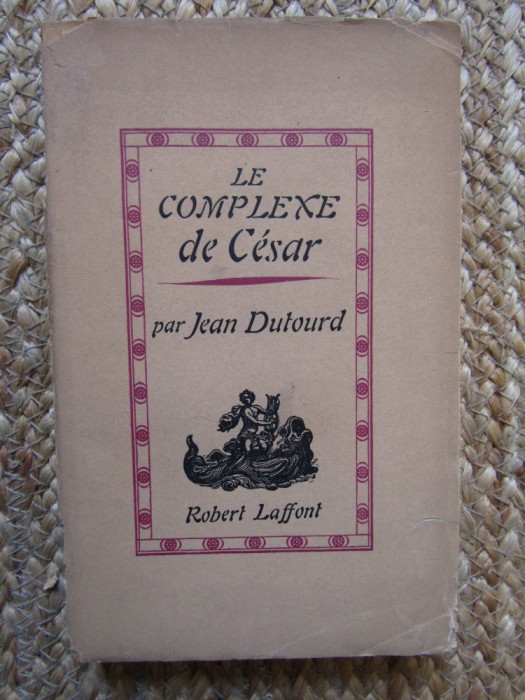 LE
COMPLEXE
de César
par Jean Dutourd
Robert Laffont